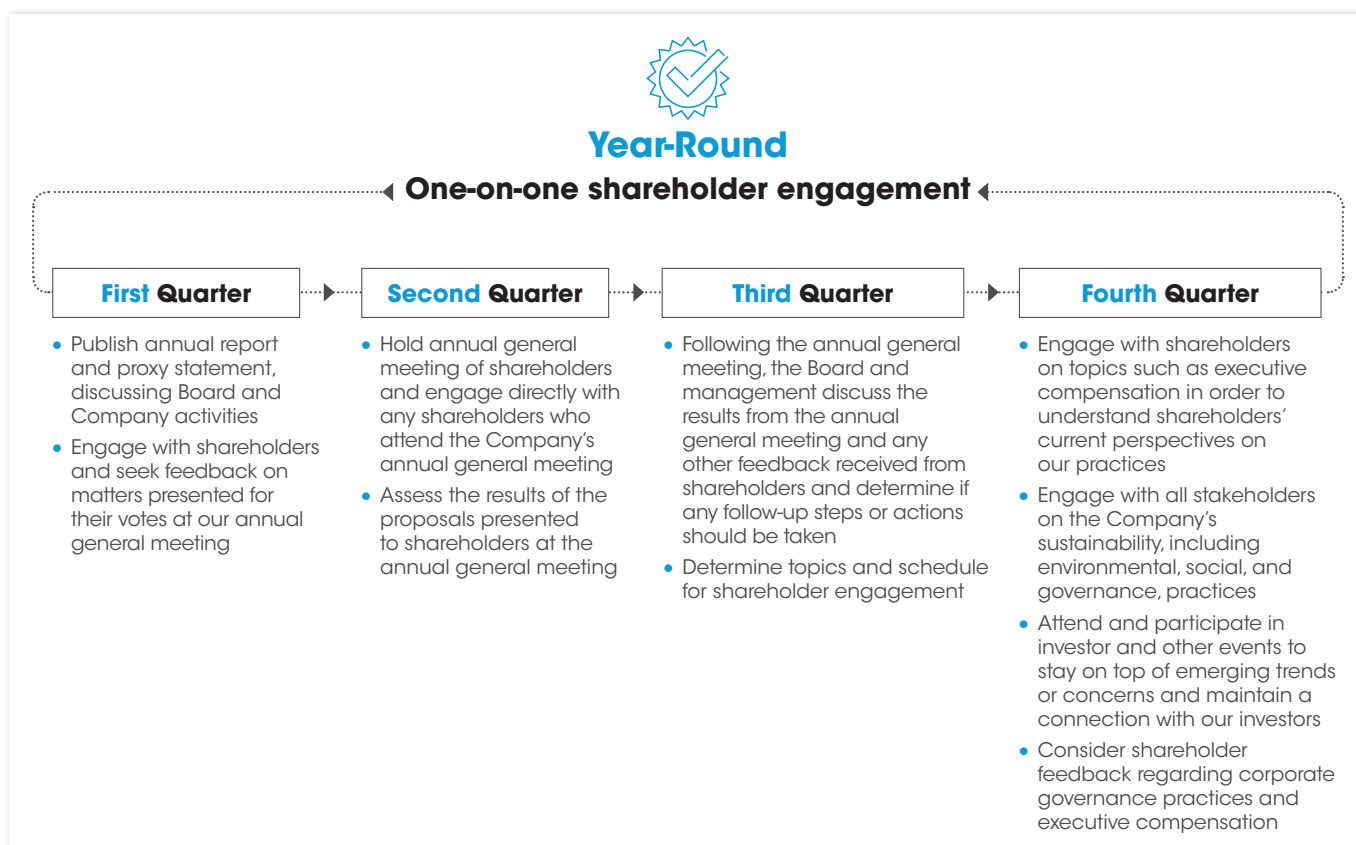 Year-Round
One-on-one shareholder engagement
First Quarter
• Publish annual report
and proxy statement,
discussing Board and
Company activities
• Engage with shareholders
and seek feedback on
matters presented for
their votes at our annual
general meeting
Second Quarter
• Hold annual general
meeting of shareholders
and engage directly with
any shareholders who
attend the Company's
annual general meeting
• Assess the results of the
proposals presented
to shareholders at the
annual general meeting
Third Quarter
• Following the annual general
meeting, the Board and
management discuss the
results from the annual
general meeting and any
other feedback received from
shareholders and determine if
any follow-up steps or actions
should be taken
• Determine topics and schedule
for shareholder engagement
Fourth Quarter
• Engage with shareholders
on topics such as executive
compensation in order to
understand shareholders'
current perspectives on
our practices
• Engage with all stakeholders
on the Company's
sustainability, including
environmental, social, and
governance, practices
• Attend and participate in
investor and other events to
stay on top of emerging trends
or concerns and maintain a
connection with our investors
• Consider shareholder
feedback regarding corporate
governance practices and
executive compensation